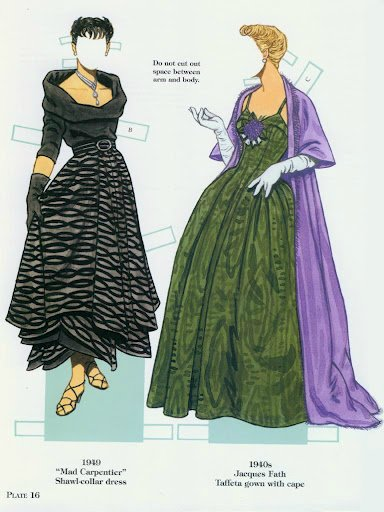 Do not cut out
space between
arm and body.
C
B
1949
"Mad Carpentier"
Shawl-collar dress
1940s
Jacques Fath
Taffeta gown with cape
PLATE 16